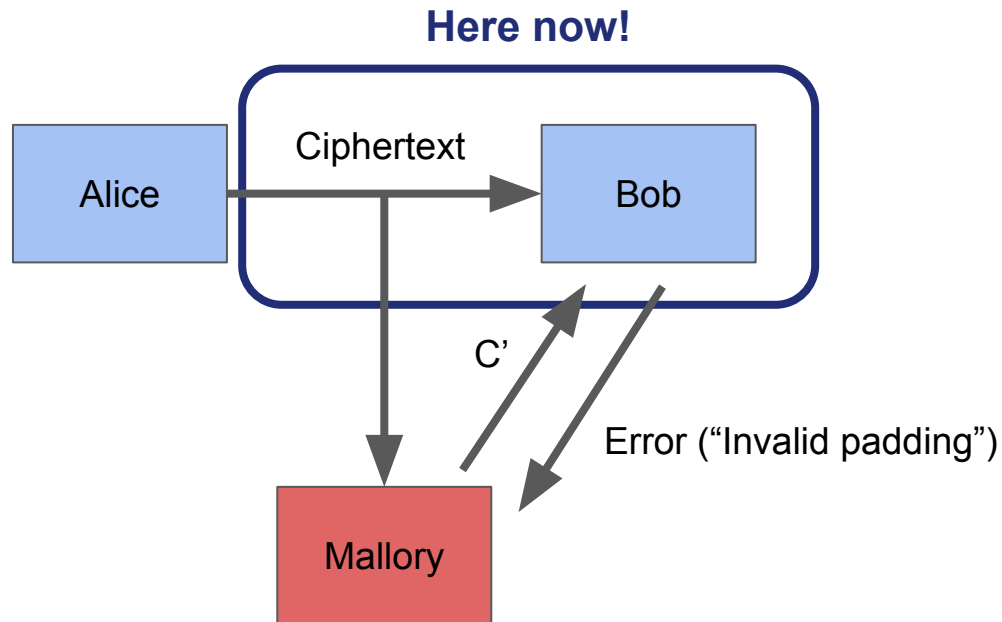 Here now!
Ciphertext
Alice
Bob
C’
Error (“Invalid padding”)
Mallory